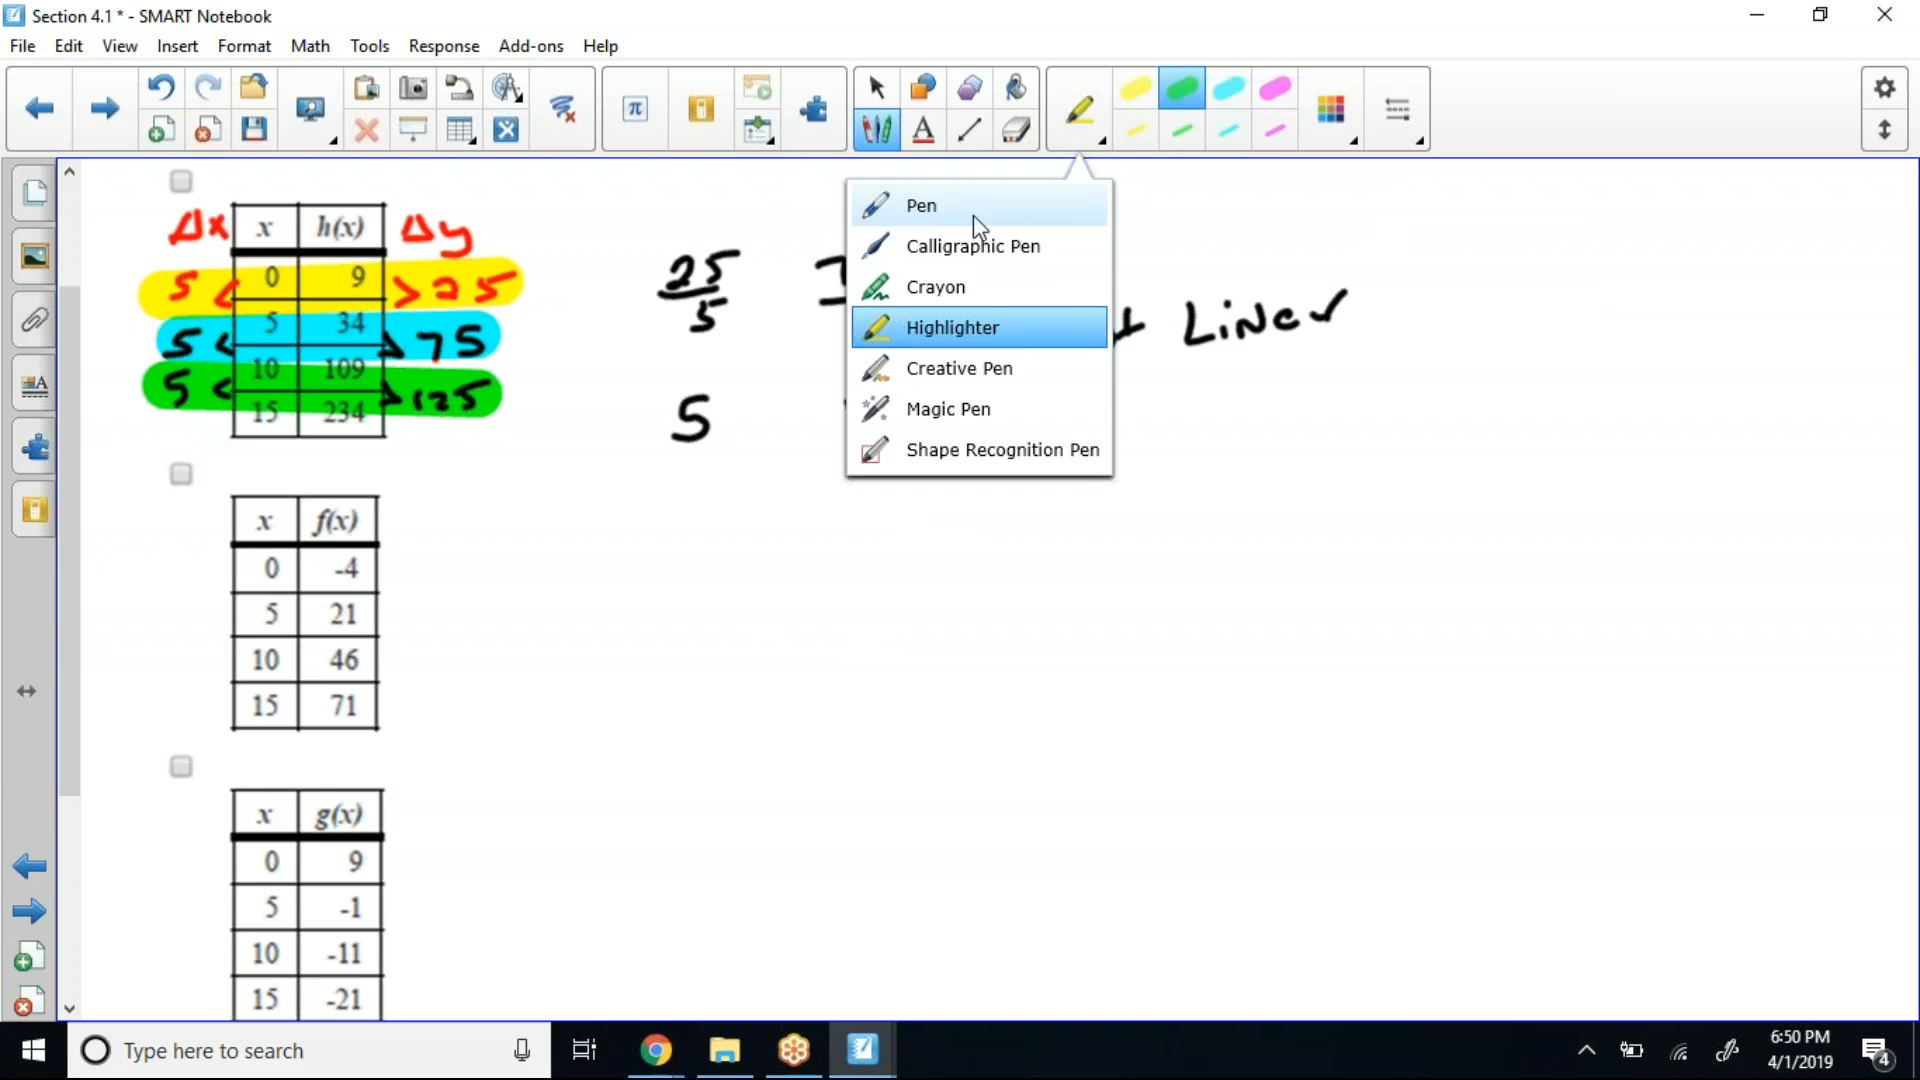 Section 4.1 * - SMART Notebook
File Edit View Insert Format Math Tools Response Add-ons Help
Δx x h(x) Δy
5 < 0 9 > 25
5 < 5 34 > 75
5 < 10 109 > 125
15 234
25
5
5
Liner
Pen
Calligraphic Pen
Crayon
Highlighter
Creative Pen
Magic Pen
Shape Recognition Pen
x f(x)
0 -4
5 21
10 46
15 71
x g(x)
0 9
5 -1
10 -11
15 -21
Type here to search
6:50 PM
4/1/2019
4